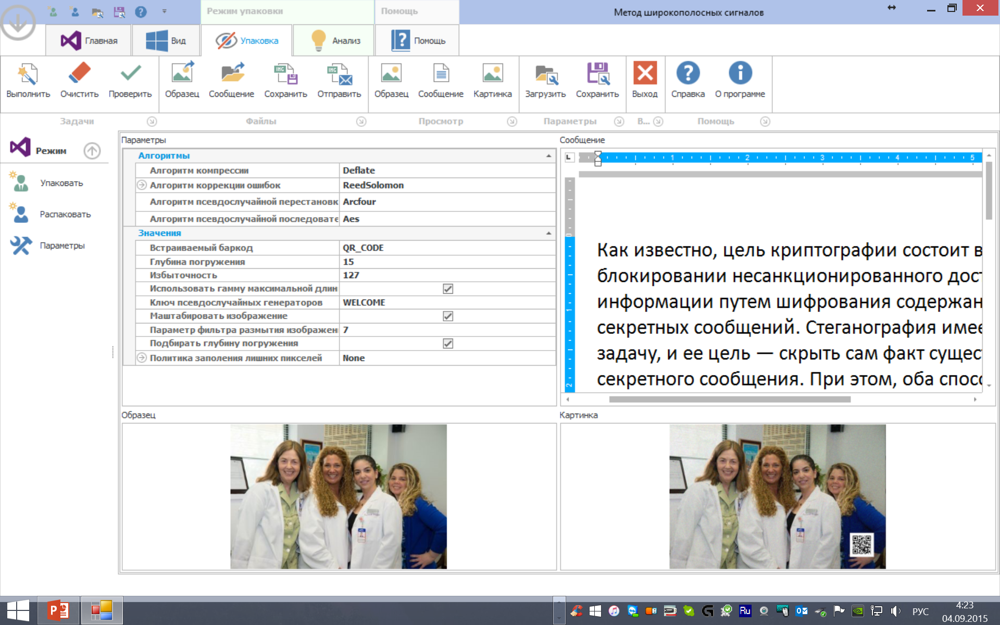 Режим упаковки
Помощь
Метод широкополосных сигналов
Главная
Вид
Упаковка
Анализ
Помощь
Выполнить
Очистить
Проверить
Образец
Сообщение
Сохранить
Отправить
Образец
Сообщение
Картинка
Загрузить
Сохранить
Выход
Справка
О программе
Задачи
Файлы
Просмотр
Параметры
В...
Помощь
Режим
Упаковать
Распаковать
Параметры
Параметры
Алгоритмы
Алгоритм компрессии Deflate
Алгоритм коррекции ошибок ReedSolomon
Алгоритм псевдослучайной перестановк Arcfour
Алгоритм псевдослучайной последовате Aes
Значения
Встраиваемый баркод QR_CODE
Глубина погружения 15
Избыточность 127
Использовать гамму максимальной длин
Ключ псевдослучайных генераторов WELCOME
Маштабировать изображение
Параметр фильтра размытия изображен 7
Подбирать глубину погружения
Политика заполения лишних пикселей None
Сообщение
L
1 2 3 4 5
1
2
Как известно, цель криптографии состоит в
блокировании несанкционированного дос
информации путем шифрования содержан
секретных сообщений. Стеганография имее
задачу, и ее цель — скрыть сам факт сущес
секретного сообщения. При этом, оба спосо
Образец
Картинка
IMG
IMG
P
Ru
РУС
4:23
04.09.2015